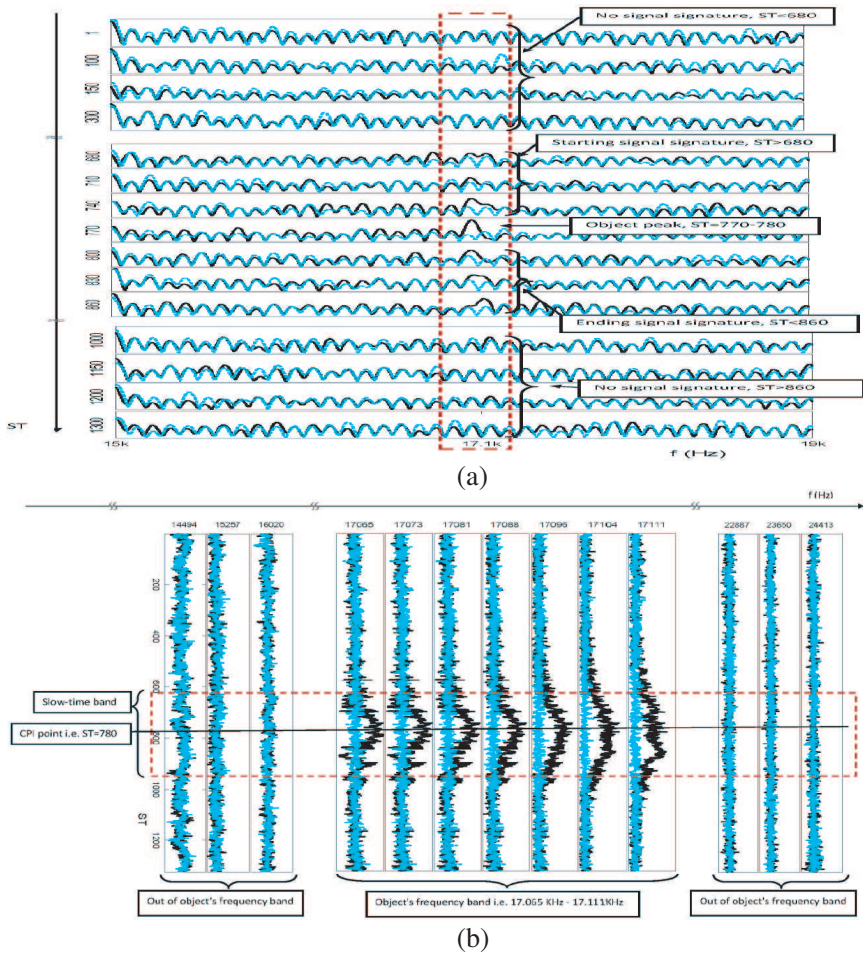 No signal signature, ST<680
1
100
150
300
Starting signal signature, ST>680
680
710
740
770
Object peak, ST=770-780
800
830
860
Ending signal signature, ST<860
1000
1150
1200
No signal signature, ST>860
1300
ST
15k
17.1k
19k
f (Hz)
(a)
f(Hz)
14494 15257 16020 17065 17073 17081 17088 17096 17104 17111 22887 23650 24413
200
400
600
Slow-time band
CPI point i.e. ST=780
800
1000
ST
1200
Out of object's frequency band
Object's frequency band i.e. 17.065 KHz - 17.111KHz
Out of object's frequency band
(b)